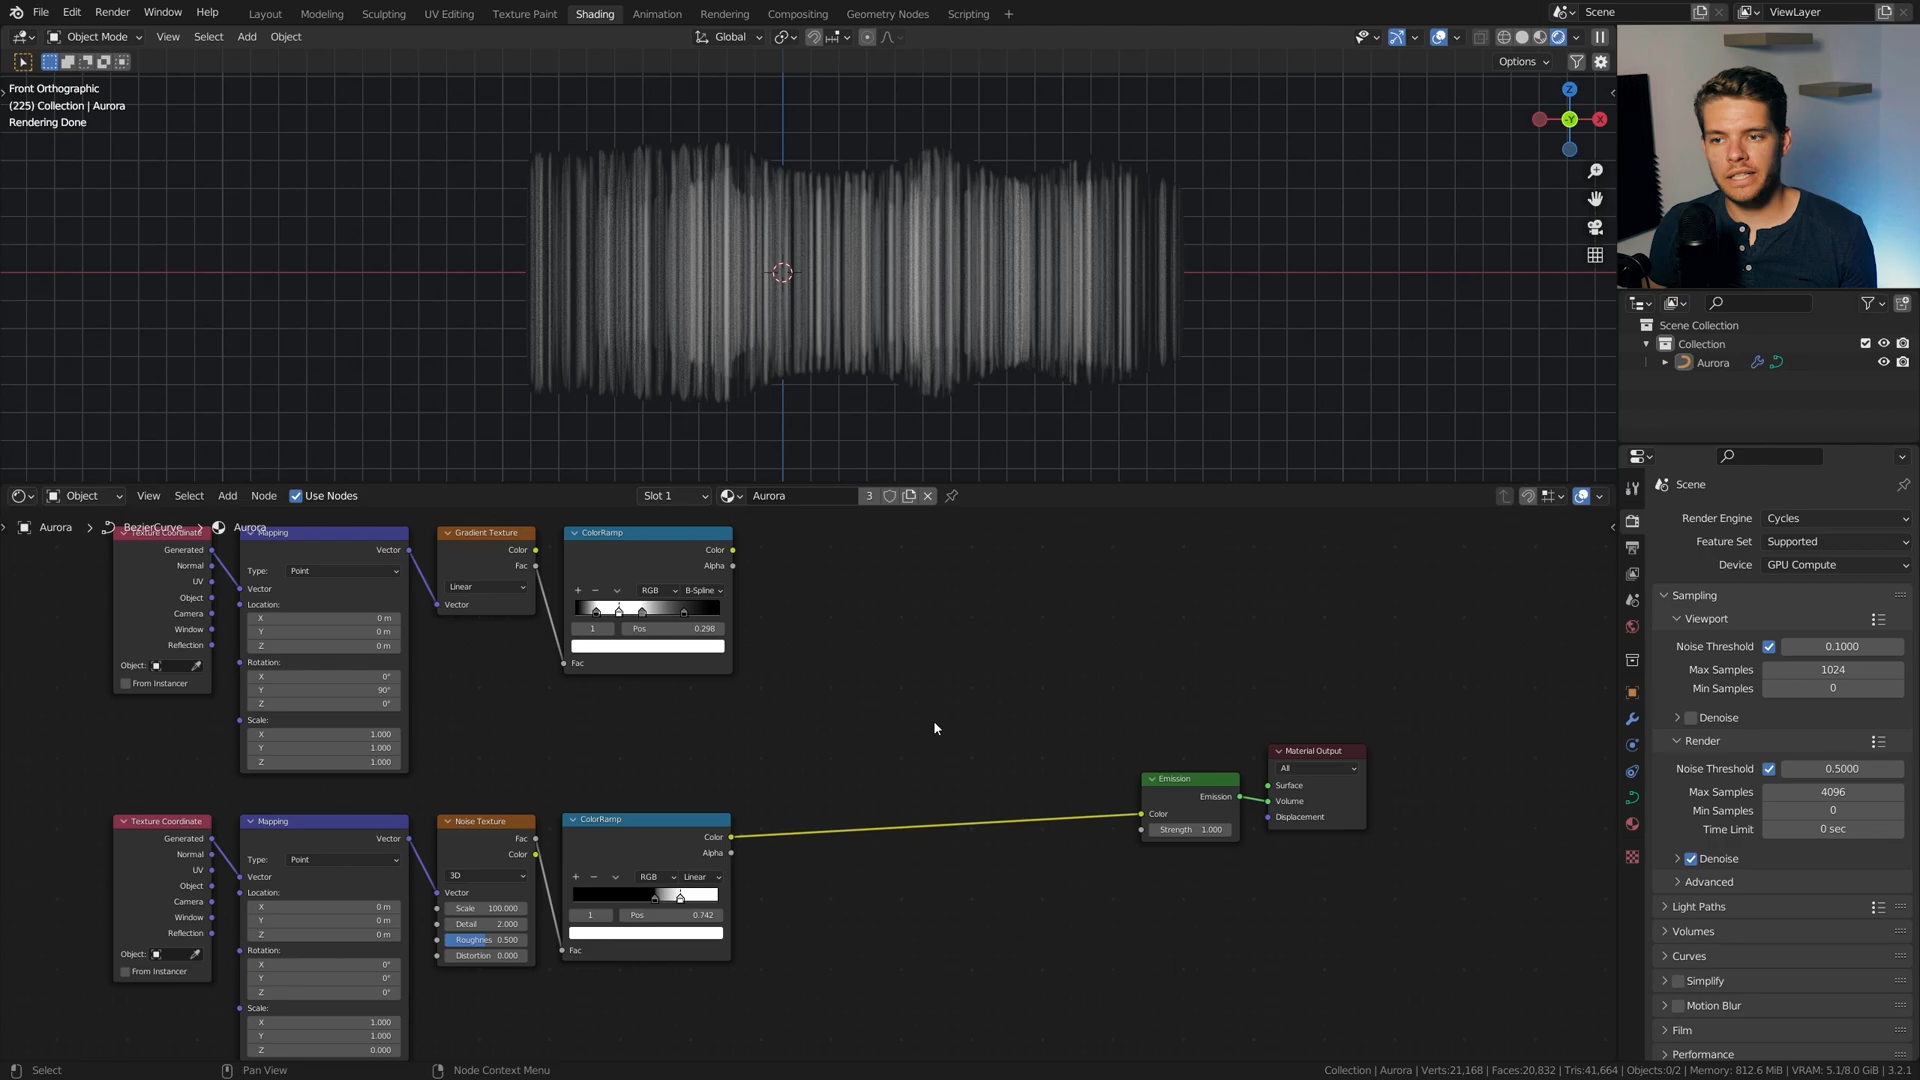 File Edit Render Window Help Layout Modeling Sculpting UV Editing Texture Paint Shading Animation Rendering Compositing Geometry Nodes Scripting + Scene ViewLayer
Object Mode View Select Add Object Global
Options
Front Orthographic
(225) Collection | Aurora
Rendering Done
Z
-Y
X
Scene Collection
Collection
Aurora
Object View Select Add Node Use Nodes Slot 1 Aurora 3
Aurora > BezierCurve > Aurora
Texture Coordinate
Generated
Normal
UV
Object
Camera
Window
Reflection
Object:
From Instancer
Mapping
Vector
Type: Point
Vector
Location:
X 0 m
Y 0 m
Z 0 m
Rotation:
X 0°
Y 90°
Z 0°
Scale:
X 1.000
Y 1.000
Z 1.000
Gradient Texture
Color
Fac
Linear
Vector
ColorRamp
Color
Alpha
+ − RGB B-Spline
1 Pos 0.298
Fac
Texture Coordinate
Generated
Normal
UV
Object
Camera
Window
Reflection
Object:
From Instancer
Mapping
Vector
Type: Point
Vector
Location:
X 0 m
Y 0 m
Z 0 m
Rotation:
X 0°
Y 0°
Z 0°
Scale:
X 1.000
Y 1.000
Z 0.000
Noise Texture
Fac
Color
3D
Vector
Scale 100.000
Detail 2.000
Roughnes 0.500
Distortion 0.000
ColorRamp
Color
Alpha
+ − RGB Linear
1 Pos 0.742
Fac
Emission
Emission
Color
Strength 1.000
Material Output
All
Surface
Volume
Displacement
Scene
Render Engine Cycles
Feature Set Supported
Device GPU Compute
Sampling
Viewport
Noise Threshold 0.1000
Max Samples 1024
Min Samples 0
Denoise
Render
Noise Threshold 0.5000
Max Samples 4096
Min Samples 0
Time Limit 0 sec
Denoise
Advanced
Light Paths
Volumes
Curves
Simplify
Motion Blur
Film
Performance
Select Pan View Node Context Menu Collection | Aurora | Verts:21,168 | Faces:20,832 | Tris:41,664 | Objects:0/2 | Memory: 812.6 MiB | VRAM: 5.1/8.0 GiB | 3.2.1